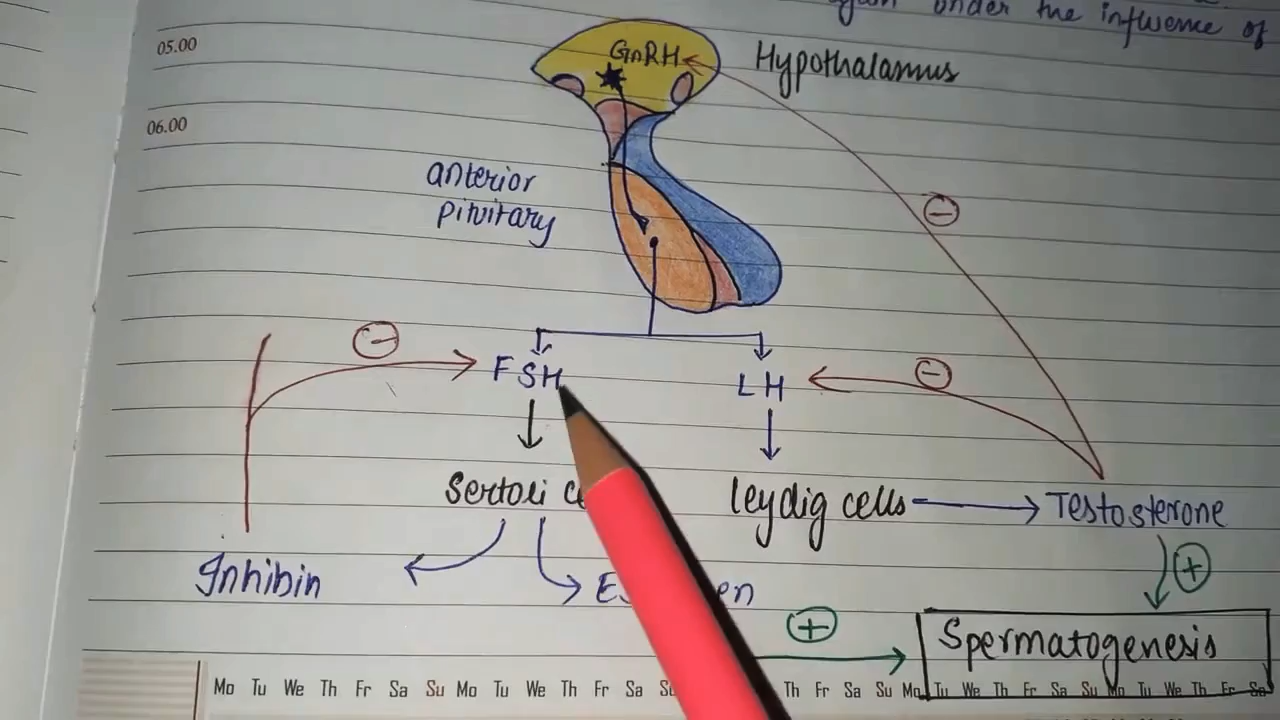 under the influence of
05.00
GnRH
Hypothalamus
06.00
anterior
pituitary
FSH
LH
Sertoli
leydig cells
Testosterone
Inhibin
Spermatogenesis
Mo Tu We Th Fr Sa Su Mo Tu We Th Fr Sa Th Fr Sa Su Mo Tu We Th Fr Sa Su Mo Tu We Th Fr Sa